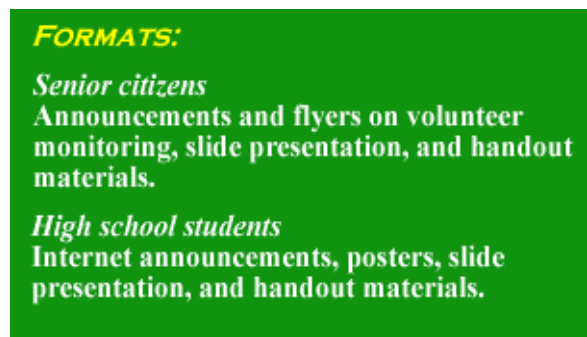 FORMATS:
Senior citizens
Announcements and flyers on volunteer
monitoring, slide presentation, and handout
materials.
High school students
Internet announcements, posters, slide
presentation, and handout materials.